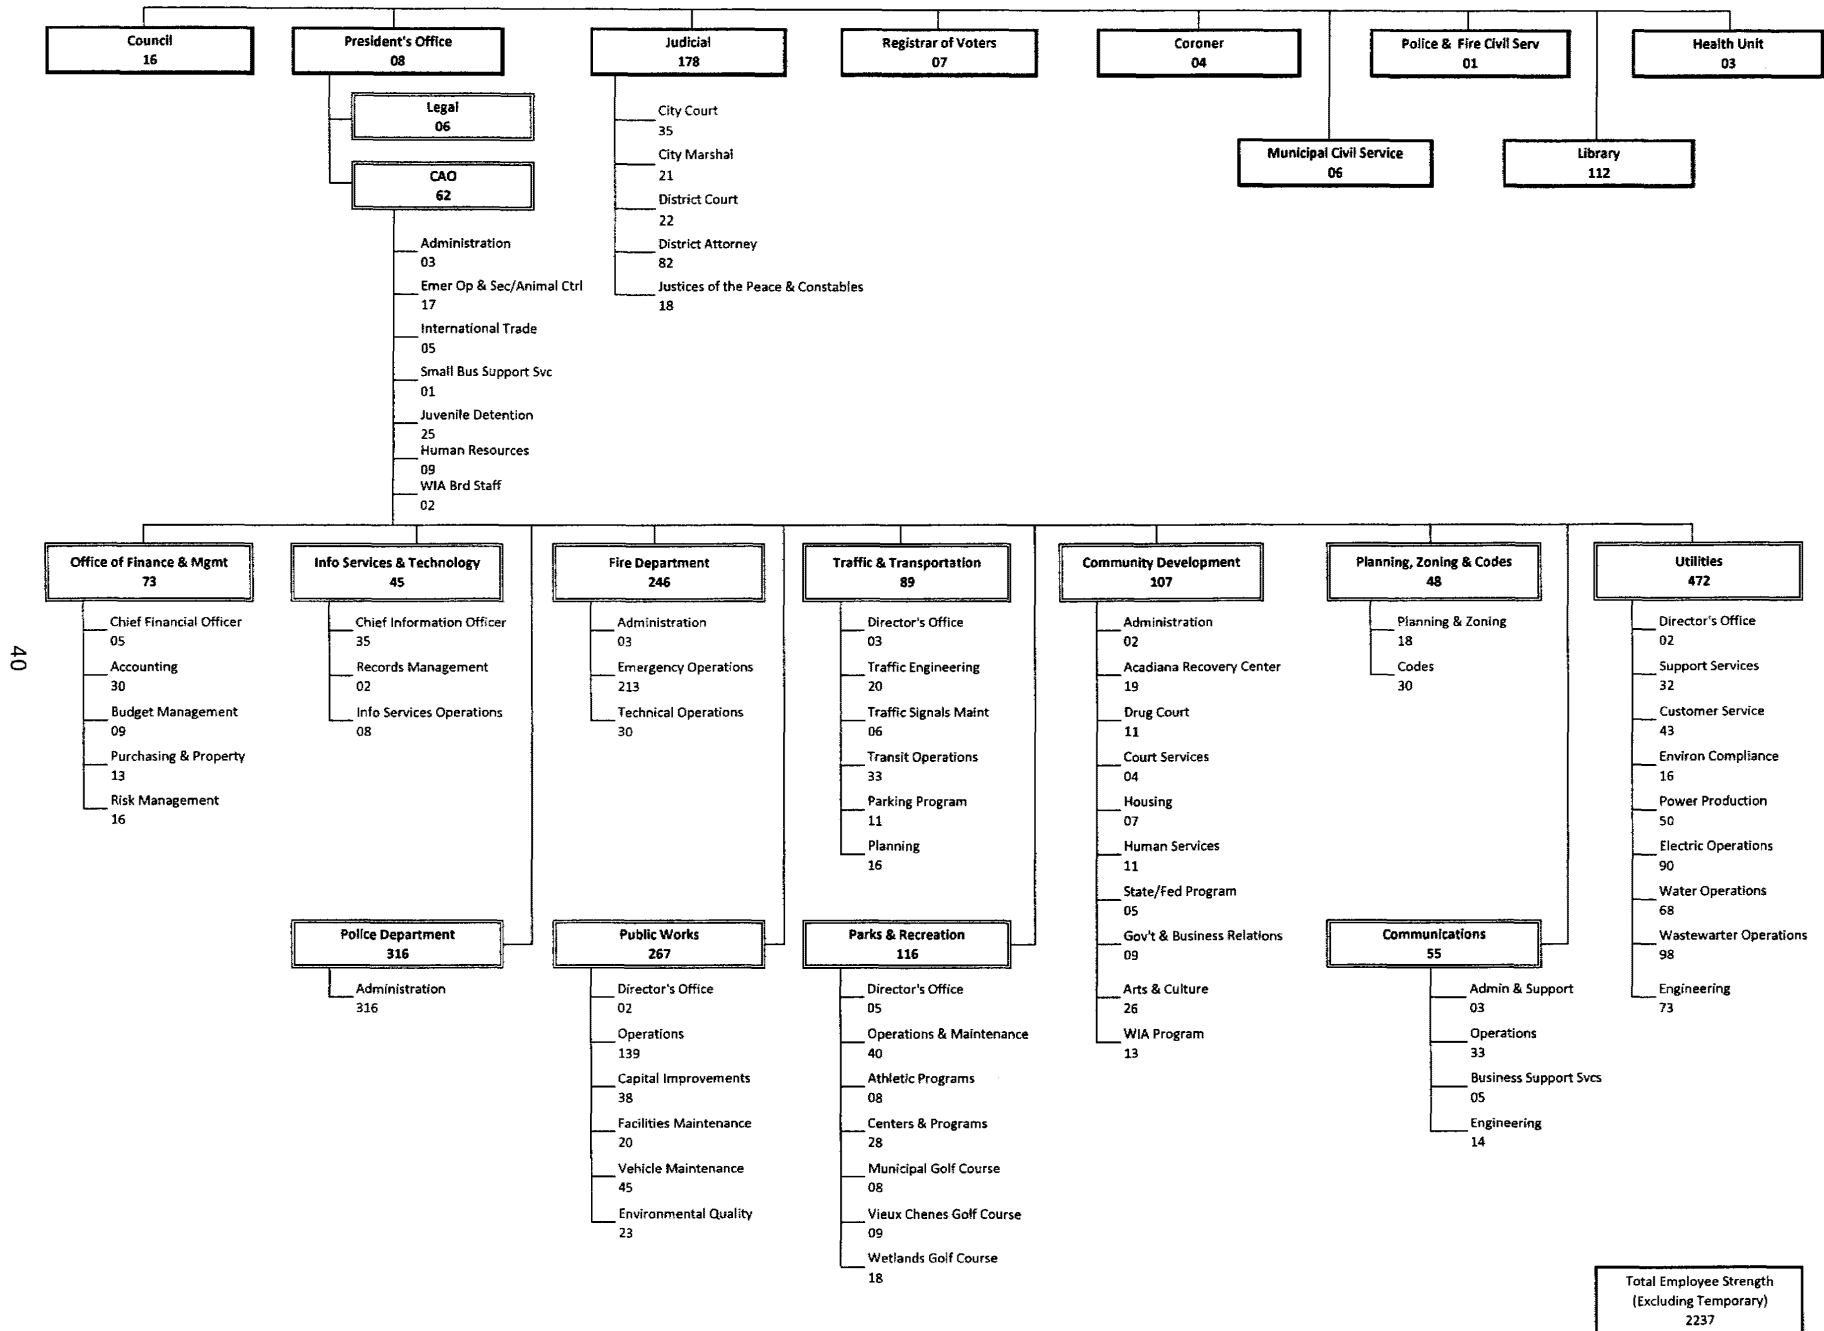 Council
16
President's Office
08
Judicial
178
Registrar of Voters
07
Coroner
04
Police & Fire Civil Serv
01
Health Unit
03
Municipal Civil Service
06
Library
112
Legal
06
CAO
62
City Court
35
City Marshal
21
District Court
22
District Attorney
82
Justices of the Peace & Constables
18
Administration
03
Emer Op & Sec/Animal Ctrl
17
International Trade
05
Small Bus Support Svc
01
Juvenile Detention
25
Human Resources
09
WIA Brd Staff
02
Office of Finance & Mgmt
73
Chief Financial Officer
05
Accounting
30
Budget Management
09
Purchasing & Property
13
Risk Management
16
Info Services & Technology
45
Chief Information Officer
35
Records Management
02
Info Services Operations
08
Fire Department
246
Administration
03
Emergency Operations
213
Technical Operations
30
Traffic & Transportation
89
Director's Office
03
Traffic Engineering
20
Traffic Signals Maint
06
Transit Operations
33
Parking Program
11
Planning
16
Community Development
107
Administration
02
Acadiana Recovery Center
19
Drug Court
11
Court Services
04
Housing
07
Human Services
11
State/Fed Program
05
Gov't & Business Relations
09
Arts & Culture
26
WIA Program
13
Planning, Zoning & Codes
48
Planning & Zoning
18
Codes
30
Utilities
472
Director's Office
02
Support Services
32
Customer Service
43
Environ Compliance
16
Power Production
50
Electric Operations
90
Water Operations
68
Wastewarter Operations
98
Engineering
73
Police Department
316
Administration
316
Public Works
267
Director's Office
02
Operations
139
Capital Improvements
38
Facilities Maintenance
20
Vehicle Maintenance
45
Environmental Quality
23
Parks & Recreation
116
Director's Office
05
Operations & Maintenance
40
Athletic Programs
08
Centers & Programs
28
Municipal Golf Course
08
Vieux Chenes Golf Course
09
Wetlands Golf Course
18
Communications
55
Admin & Support
03
Operations
33
Business Support Svcs
05
Engineering
14
Total Employee Strength
(Excluding Temporary)
2237
40